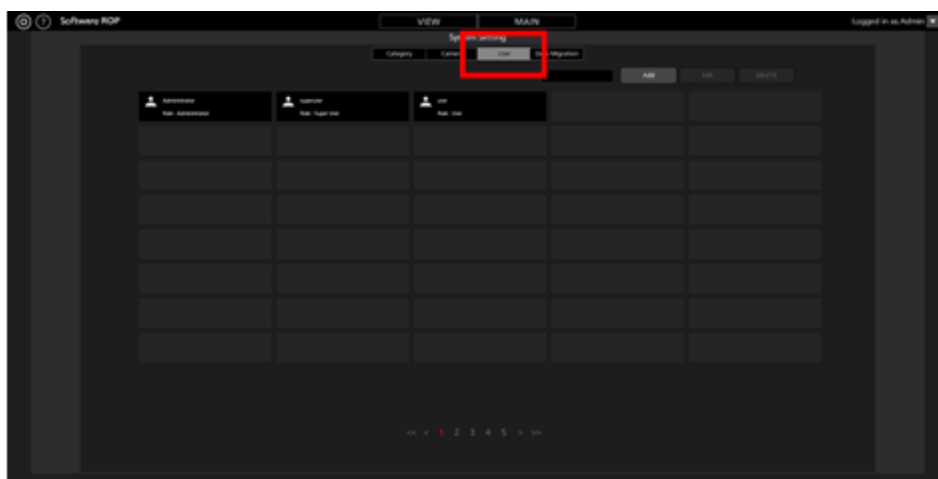 ? Software ROP VIEW MAIN Logged in as Admin
System Setting
Category Camera User Data Migration
Add Edit DELETE
Administrator superuser user
Role : Administrator Role : Super User Role : User
<< < 1 2 3 4 5 > >>